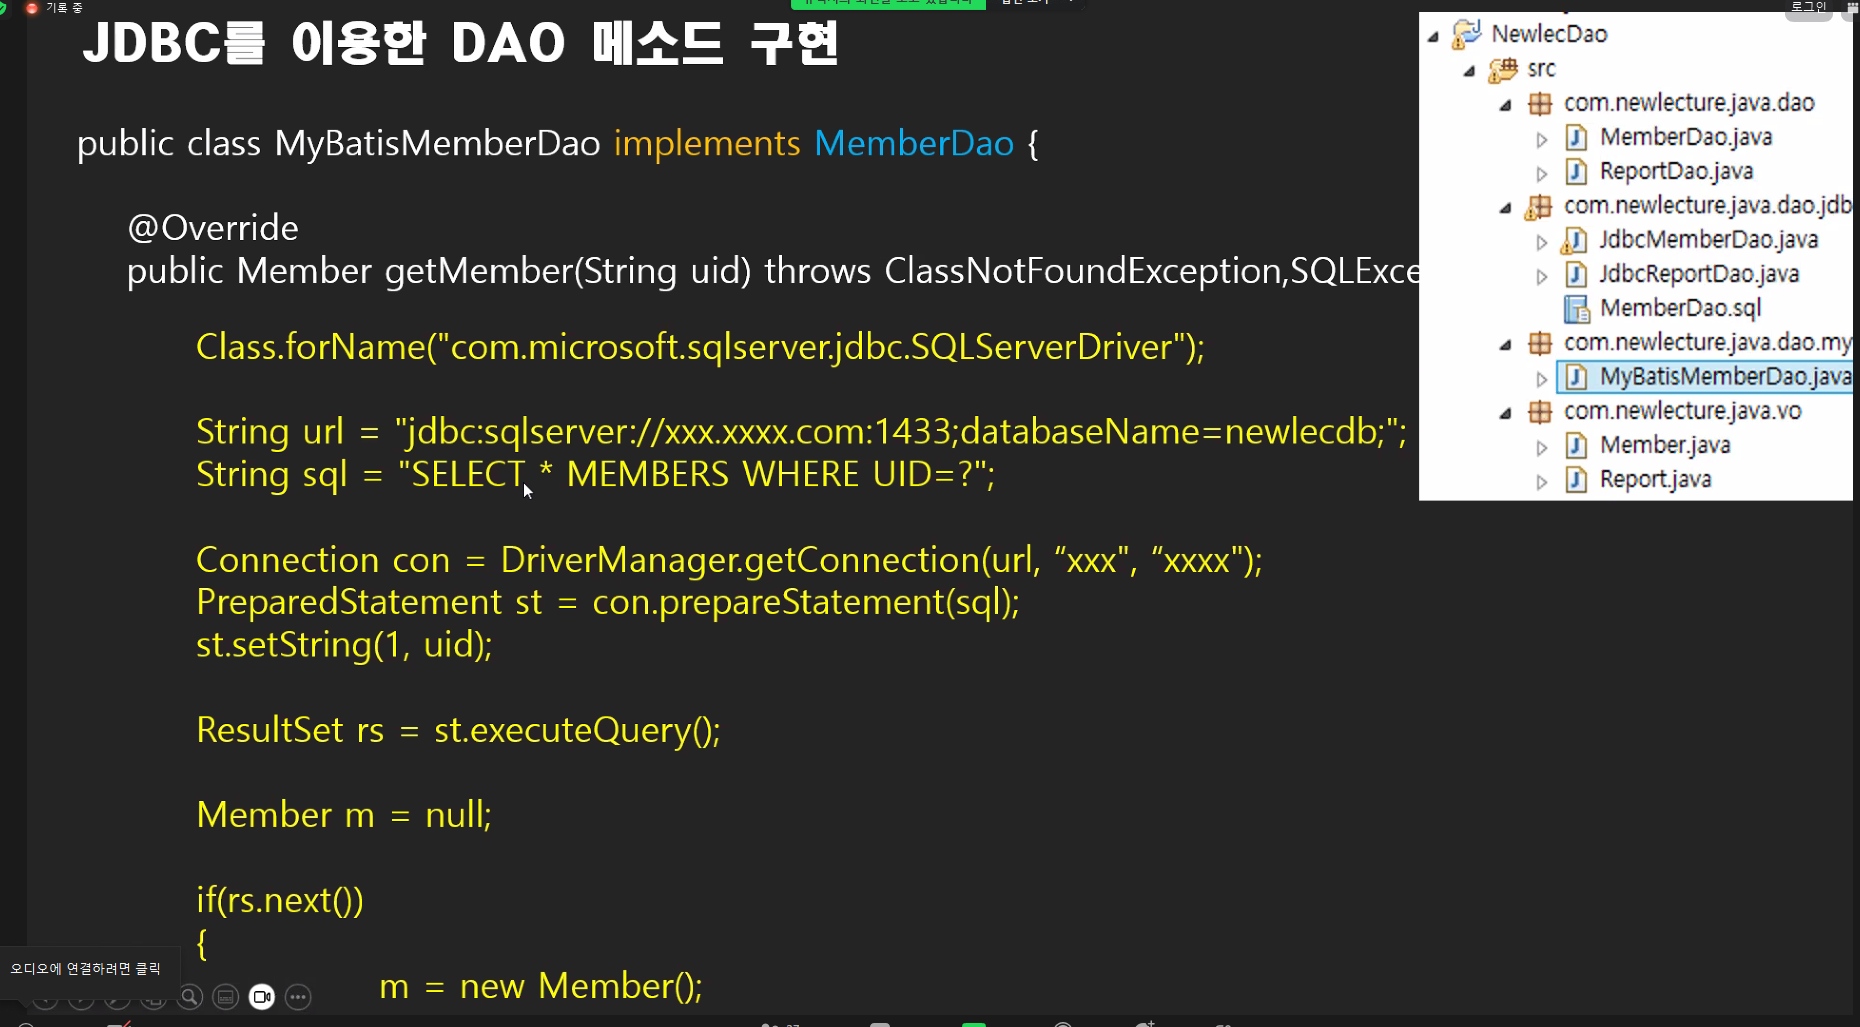 기록 중
로그인
JDBC를 이용한 DAO 메소드 구현
public class MyBatisMemberDao implements MemberDao {
@Override
public Member getMember(String uid) throws ClassNotFoundException,SQLExce
Class.forName("com.microsoft.sqlserver.jdbc.SQLServerDriver");
String url = "jdbc:sqlserver://xxx.xxxx.com:1433;databaseName=newlecdb;";
String sql = "SELECT * MEMBERS WHERE UID=?";
Connection con = DriverManager.getConnection(url, “xxx", “xxxx");
PreparedStatement st = con.prepareStatement(sql);
st.setString(1, uid);
ResultSet rs = st.executeQuery();
Member m = null;
if(rs.next())
{
m = new Member();
NewlecDao
src
com.newlecture.java.dao
MemberDao.java
ReportDao.java
com.newlecture.java.dao.jdb
JdbcMemberDao.java
JdbcReportDao.java
MemberDao.sql
com.newlecture.java.dao.my
MyBatisMemberDao.java
com.newlecture.java.vo
Member.java
Report.java
오디오에 연결하려면 클릭